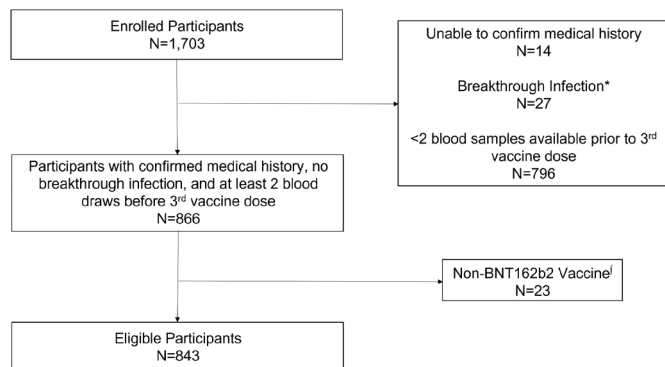 Enrolled Participants
N=1,703
Unable to confirm medical history
N=14
Breakthrough Infection*
N=27
<2 blood samples available prior to 3rd
vaccine dose
N=796
Participants with confirmed medical history, no
breakthrough infection, and at least 2 blood
draws before 3rd vaccine dose
N=866
Non-BNT162b2 Vaccineʃ
N=23
Eligible Participants
N=843